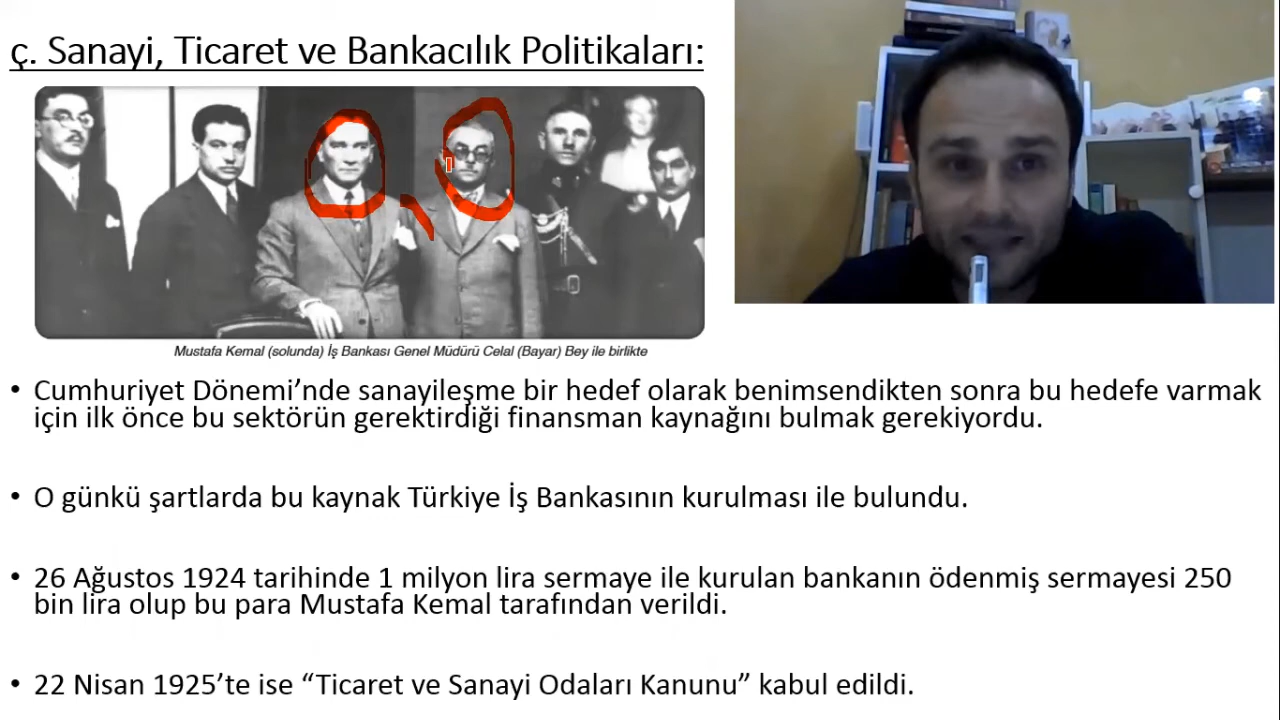 ç. Sanayi, Ticaret ve Bankacılık Politikaları:
Mustafa Kemal (solunda) İş Bankası Genel Müdürü Celal (Bayar) Bey ile birlikte
• Cumhuriyet Dönemi’nde sanayileşme bir hedef olarak benimsendikten sonra bu hedefe varmak
için ilk önce bu sektörün gerektirdiği finansman kaynağını bulmak gerekiyordu.
• O günkü şartlarda bu kaynak Türkiye İş Bankasının kurulması ile bulundu.
• 26 Ağustos 1924 tarihinde 1 milyon lira sermaye ile kurulan bankanın ödenmiş sermayesi 250
bin lira olup bu para Mustafa Kemal tarafından verildi.
• 22 Nisan 1925’te ise “Ticaret ve Sanayi Odaları Kanunu” kabul edildi.